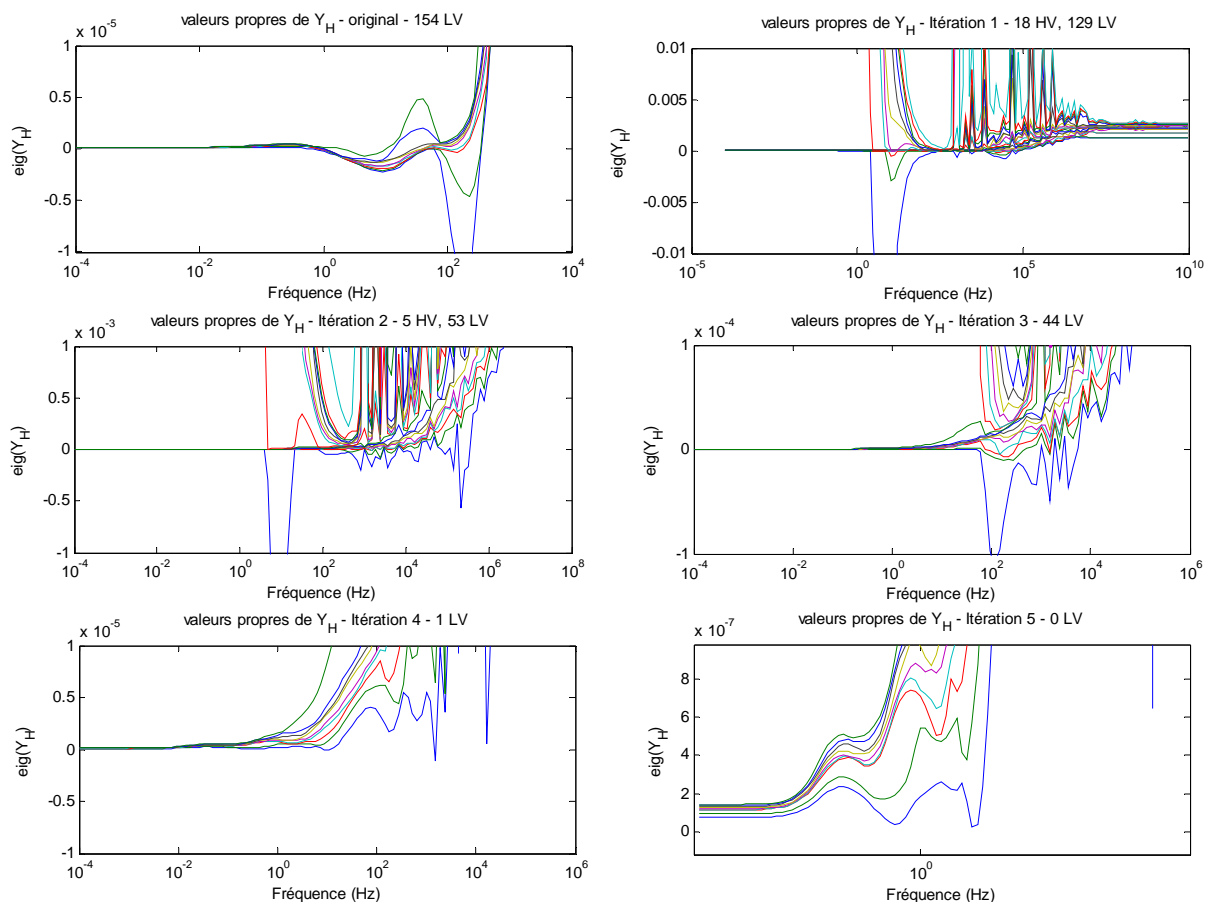 valeurs propres de Y_H - original - 154 LV
x 10^-5
1
0.5
0
-0.5
-1
eig(Y_H)
10^-4
10^-2
10^0
10^2
10^4
Fréquence (Hz)
valeurs propres de Y_H - Itération 1 - 18 HV, 129 LV
0.01
0.005
0
-0.005
-0.01
eig(Y_H)
10^-5
10^0
10^5
10^10
Fréquence (Hz)
valeurs propres de Y_H - Itération 2 - 5 HV, 53 LV
x 10^-3
1
0.5
0
-0.5
-1
eig(Y_H)
10^-4
10^-2
10^0
10^2
10^4
10^6
10^8
Fréquence (Hz)
valeurs propres de Y_H - Itération 3 - 44 LV
x 10^-4
1
0.5
0
-0.5
-1
eig(Y_H)
10^-4
10^-2
10^0
10^2
10^4
10^6
Fréquence (Hz)
valeurs propres de Y_H - Itération 4 - 1 LV
x 10^-5
1
0.5
0
-0.5
-1
eig(Y_H)
10^-4
10^-2
10^0
10^2
10^4
10^6
Fréquence (Hz)
valeurs propres de Y_H - Itération 5 - 0 LV
x 10^-7
8
6
4
2
0
eig(Y_H)
10^0
Fréquence (Hz)